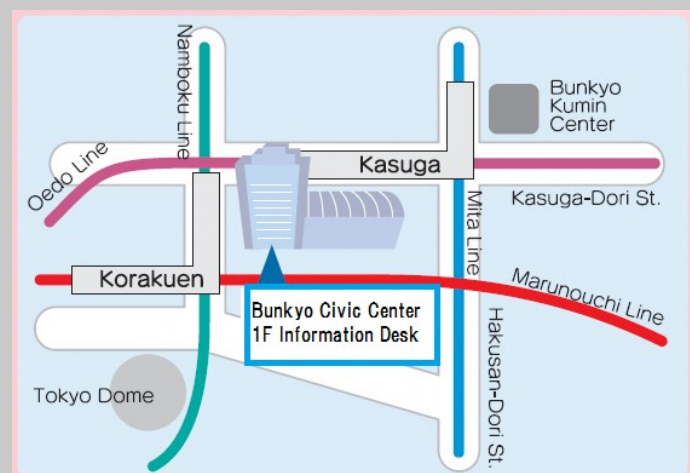 Namboku Line
Oedo Line
Kasuga
Bunkyo
Kumin
Center
Kasuga-Dori St.
Mita Line
Korakuen
Marunouchi Line
Bunkyo Civic Center
1F Information Desk
Hakusan-Dori St.
Tokyo Dome